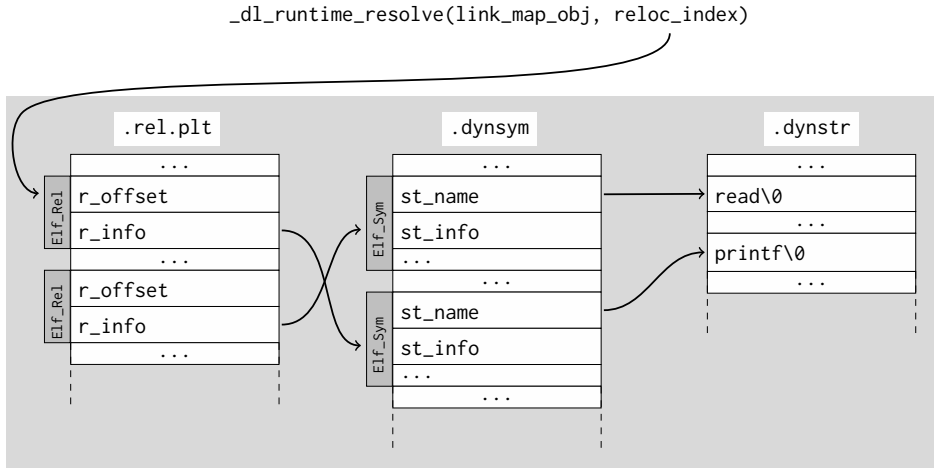 _dl_runtime_resolve(link_map_obj, reloc_index)
.rel.plt
...
Elf_Rel
r_offset
r_info
...
Elf_Rel
r_offset
r_info
...
.dynsym
...
Elf_Sym
st_name
st_info
...
...
Elf_Sym
st_name
st_info
...
...
.dynstr
...
read\0
...
printf\0
...